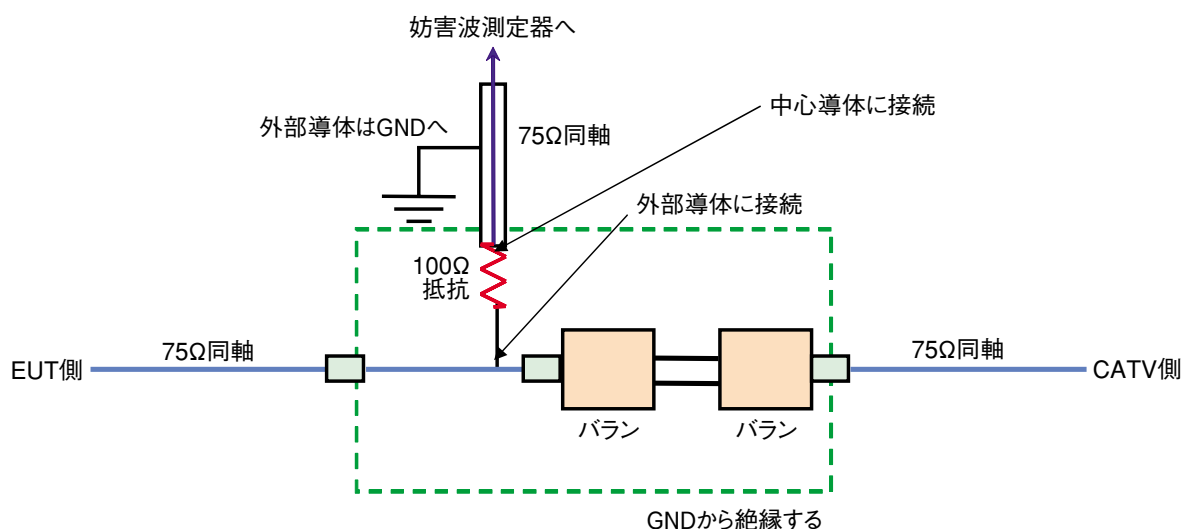 妨害波測定器へ
中心導体に接続
外部導体はGNDへ
75Ω同軸
外部導体に接続
100Ω
抵抗
75Ω同軸
75Ω同軸
EUT側
CATV側
バラン
バラン
GNDから絶縁する